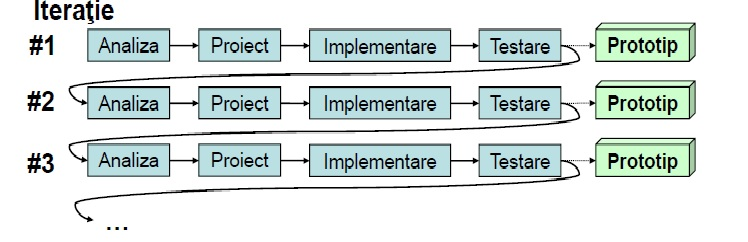 Iteraţie
#1 Analiza Proiect Implementare Testare Prototip
#2 Analiza Proiect Implementare Testare Prototip
#3 Analiza Proiect Implementare Testare Prototip
...